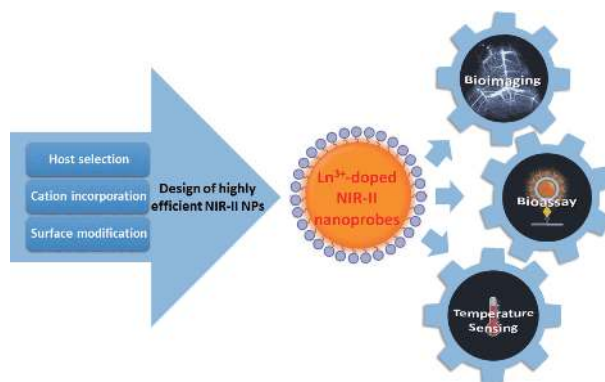 Host selection
Cation incorporation
Surface modification
Design of highly
efficient NIR-II NPs
Ln³⁺-doped
NIR-II
nanoprobes
Bioimaging
Bioassay
Temperature
Sensing